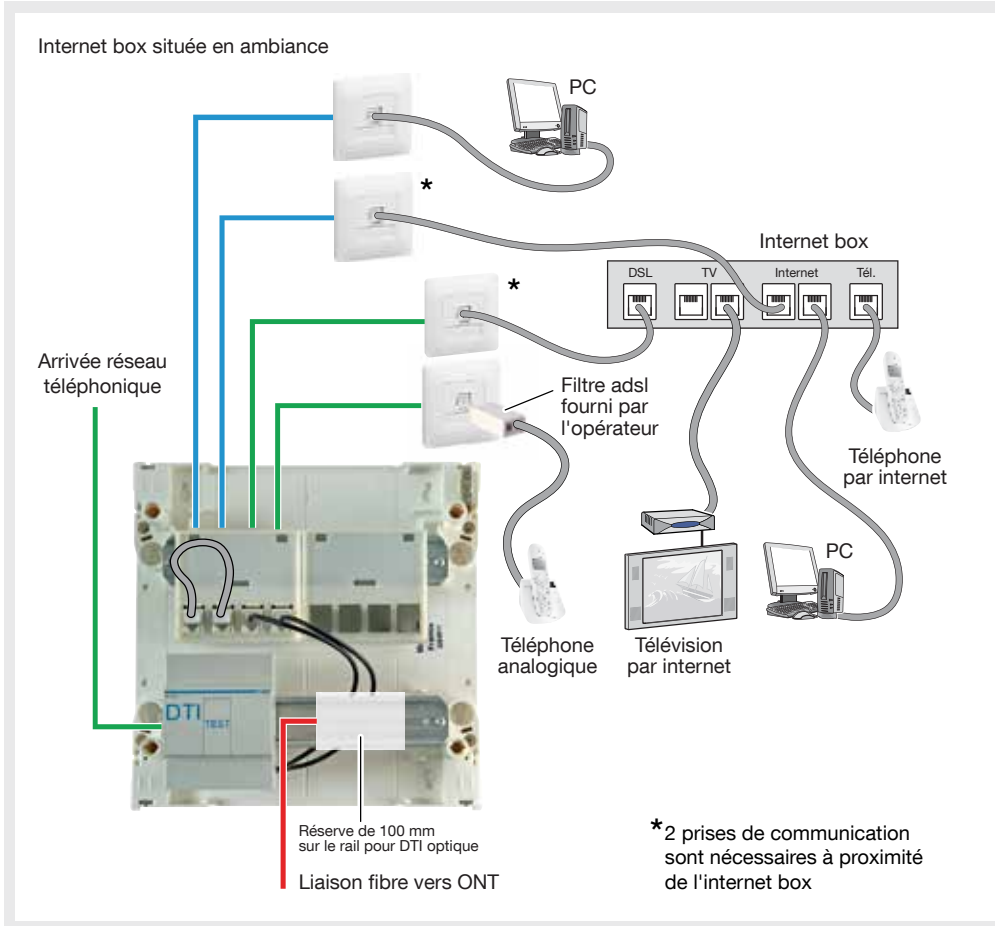 Internet box située en ambiance
PC
*
Internet box
DSL
TV
Internet
Tél.
*
Arrivée réseau
téléphonique
Filtre adsl
fourni par
l'opérateur
Téléphone
par internet
PC
Téléphone
analogique
Télévision
par internet
DTI
TEST
Réserve de 100 mm
sur le rail pour DTI optique
Liaison fibre vers ONT
*2 prises de communication
sont nécessaires à proximité
de l'internet box